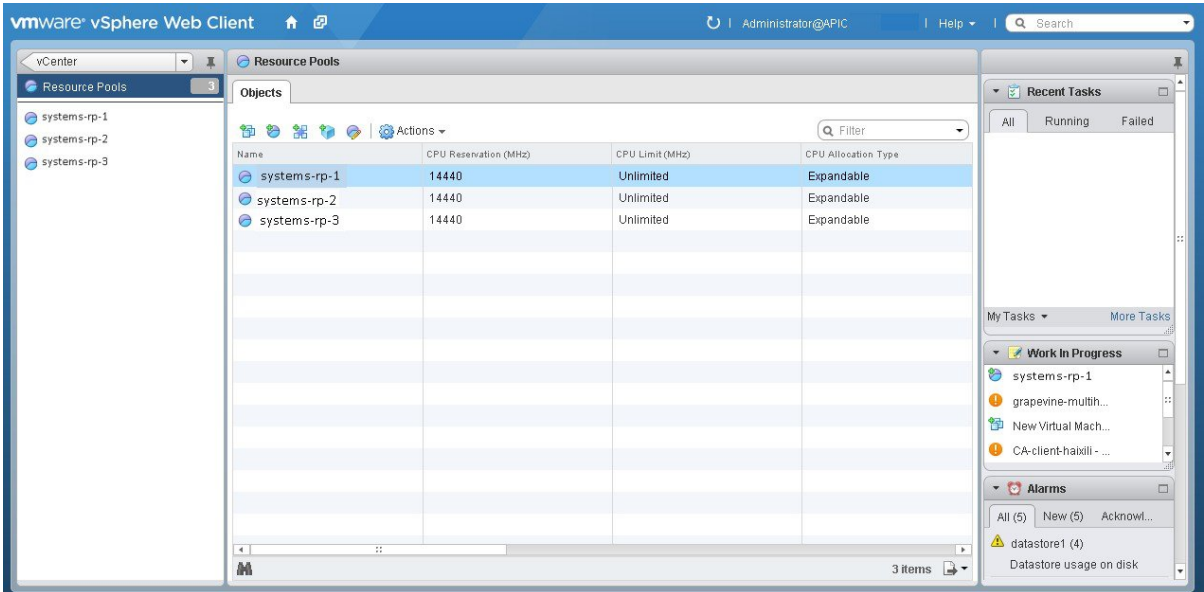 vmware® vSphere Web Client
Administrator@APIC
Help
Search
vCenter
Resource Pools 3
systems-rp-1
systems-rp-2
systems-rp-3
Resource Pools
Objects
Actions
Filter
Name CPU Reservation (MHz) CPU Limit (MHz) CPU Allocation Type
systems-rp-1 14440 Unlimited Expandable
systems-rp-2 14440 Unlimited Expandable
systems-rp-3 14440 Unlimited Expandable
3 items
Recent Tasks
All Running Failed
My Tasks More Tasks
Work In Progress
systems-rp-1
grapevine-multih...
New Virtual Mach...
CA-client-haixili - ...
Alarms
All (5) New (5) Acknowl...
datastore1 (4)
Datastore usage on disk